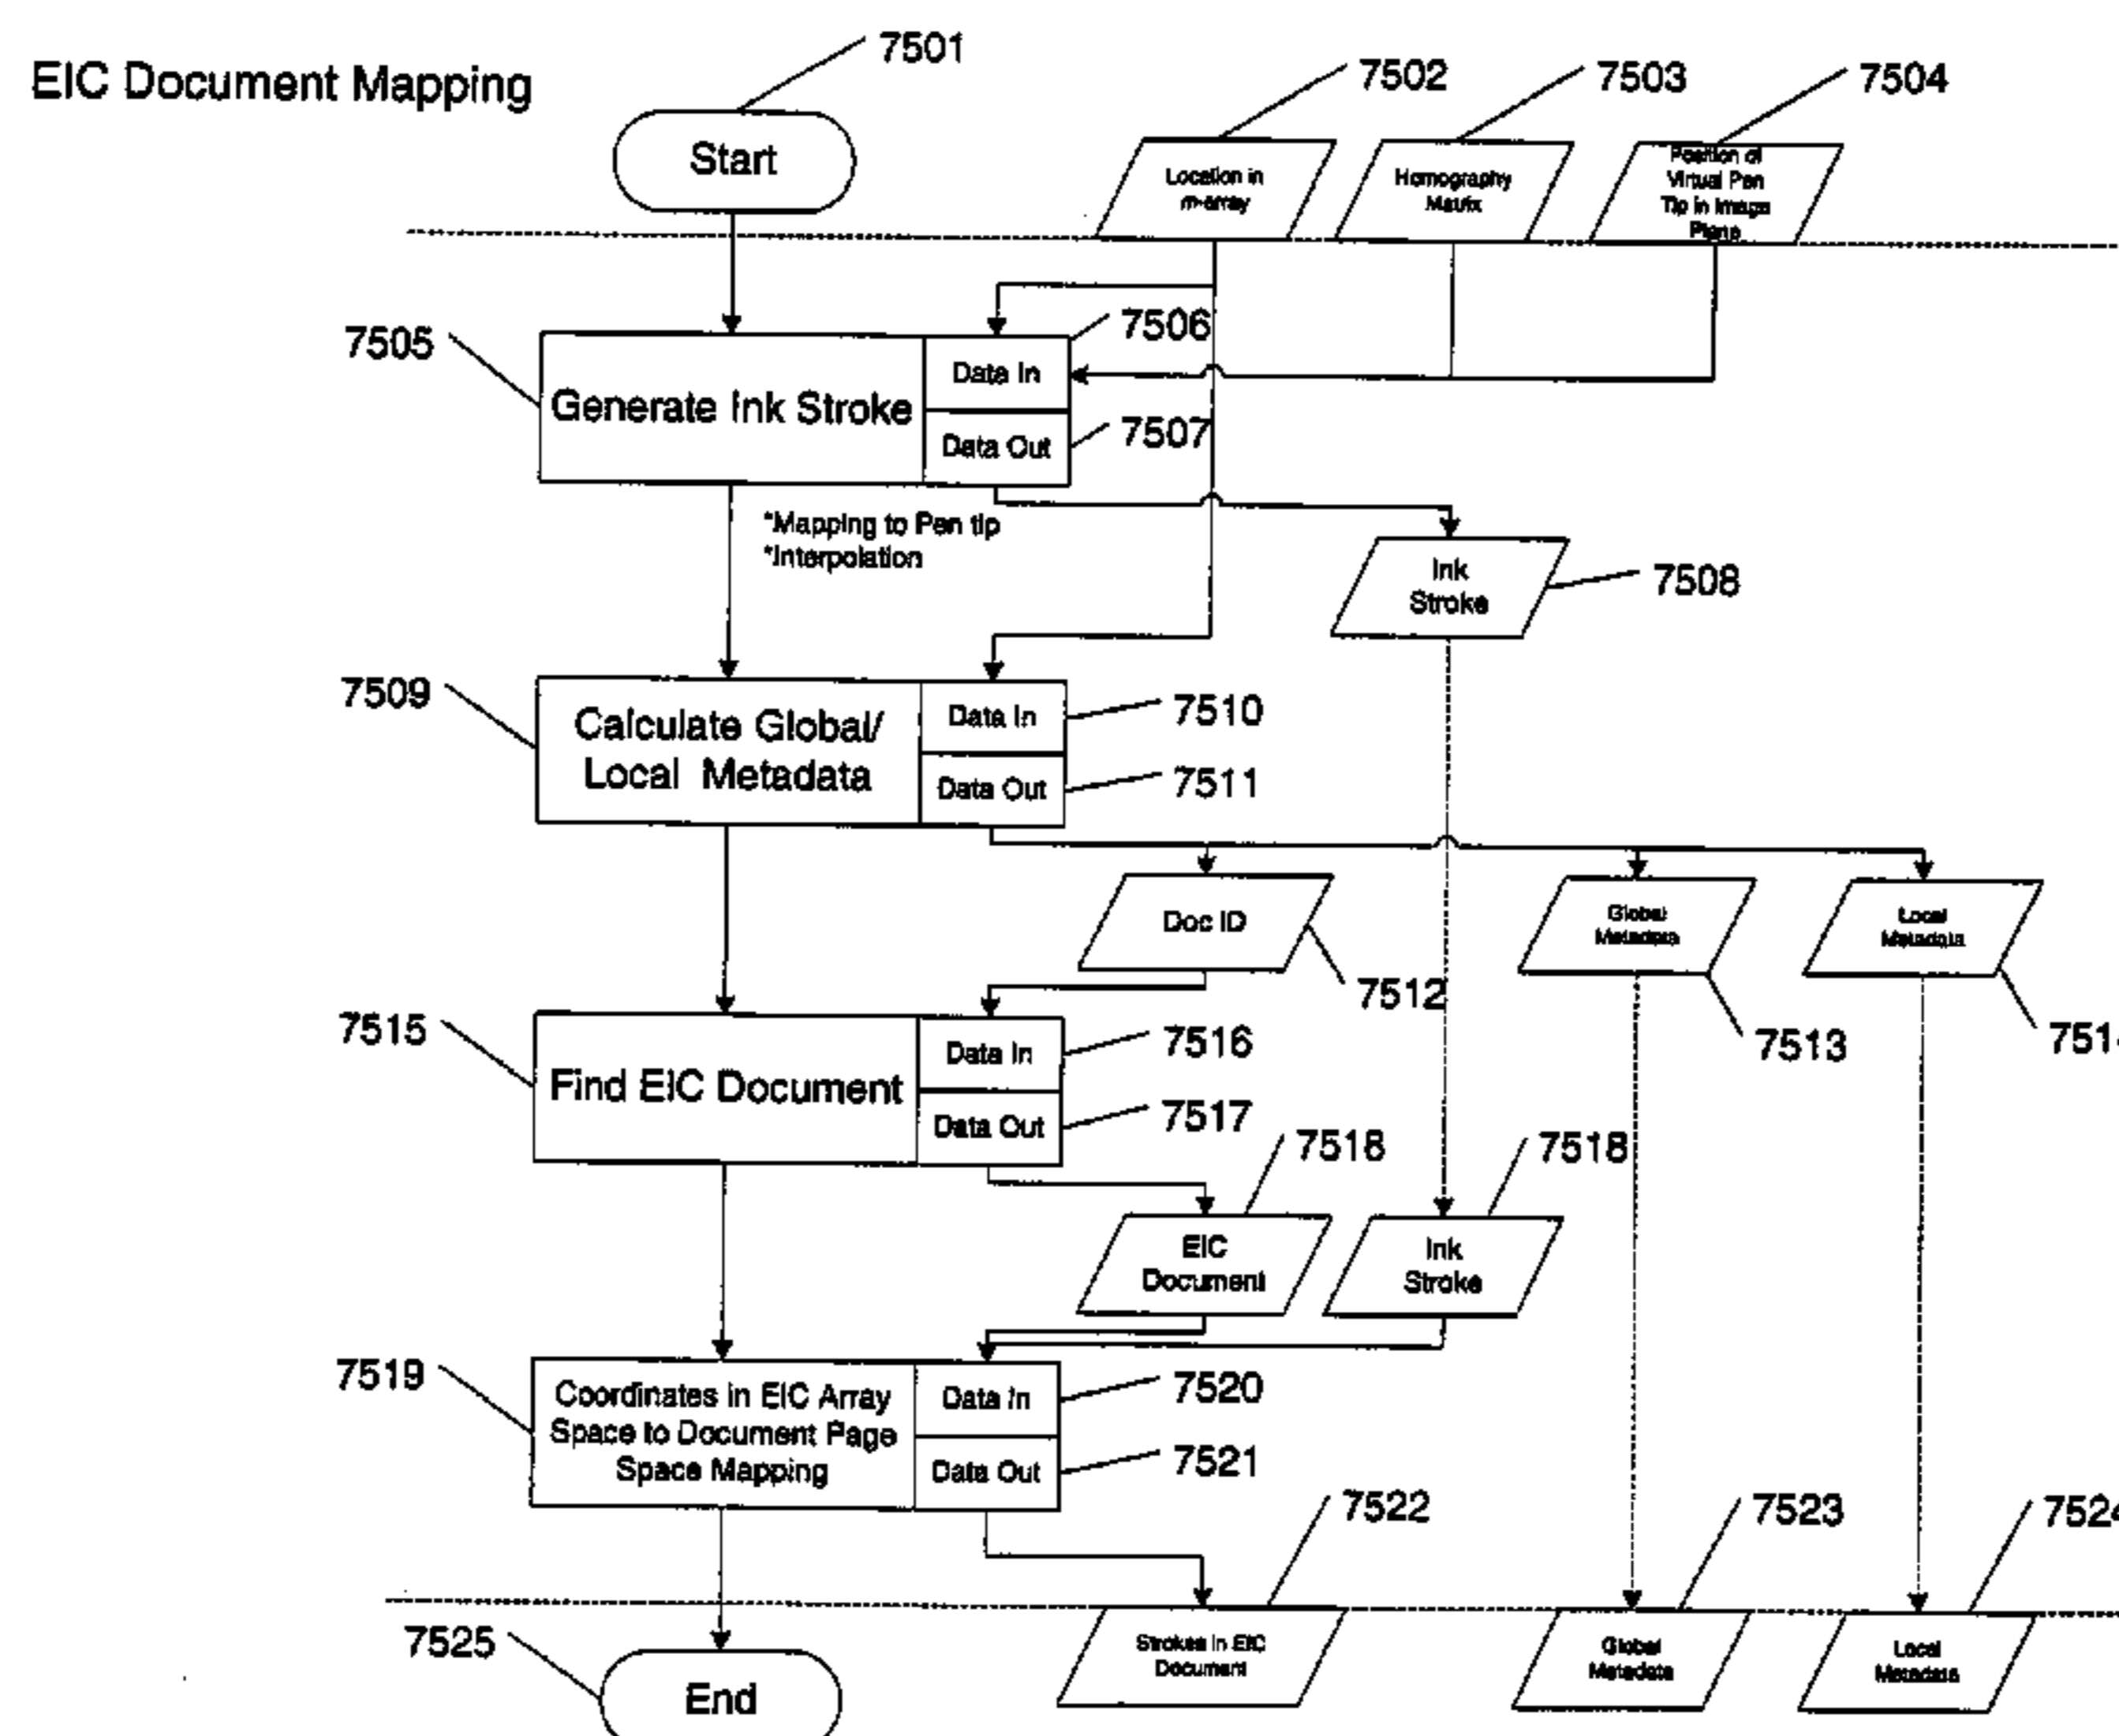 7501
EIC Document Mapping
7502
7503
7504
Start
Location in
m-array
Homography
Matrix
Position of
Virtual Pen
Tip in Image
Plane
7505
7506
Data In
Generate Ink Stroke
7507
Data Out
*Mapping to Pen tip
*Interpolation
Ink
Stroke
7508
7509
Calculate Global/
Local Metadata
Data In
7510
Data Out
7511
Doc ID
Global
Metadata
Local
Metadata
7512
7513
751
7515
Find EIC Document
Data In
7516
Data Out
7517
7518
7518
EIC
Document
Ink
Stroke
7519
Coordinates in EIC Array
Space to Document Page
Space Mapping
Data In
7520
Data Out
7521
7522
7523
7524
7525
End
Strokes in EIC
Document
Global
Metadata
Local
Metadata